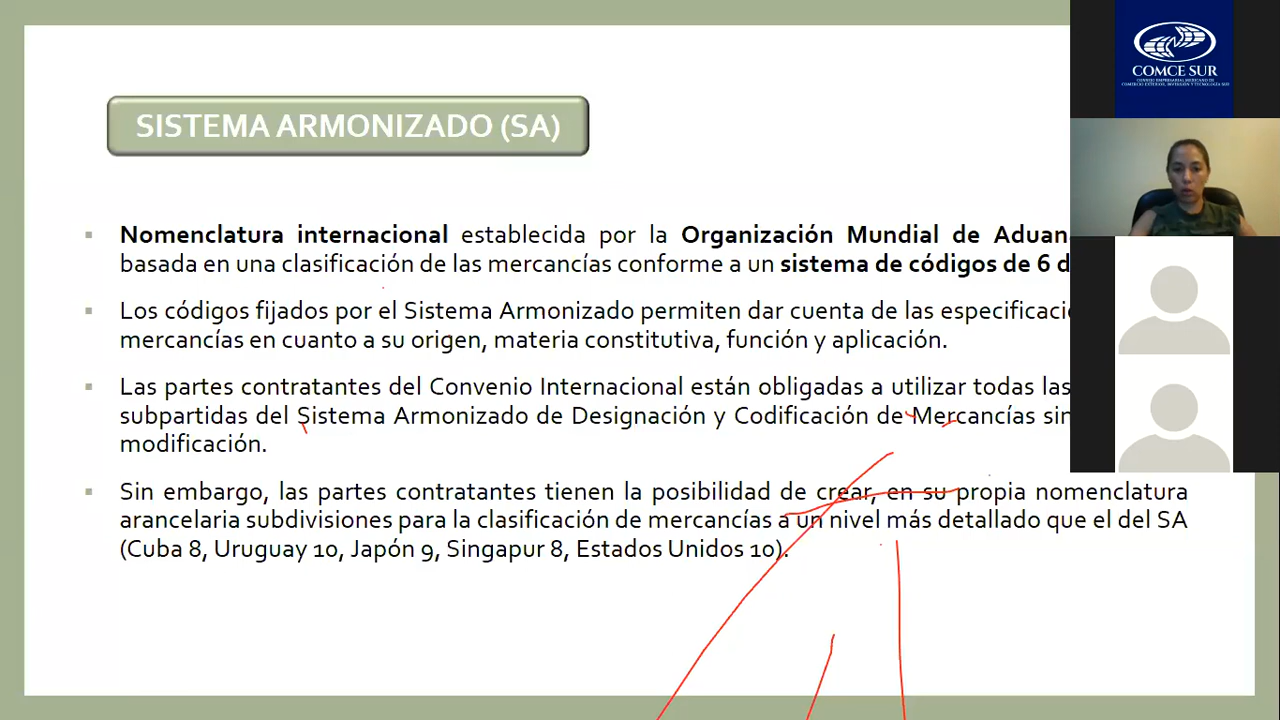 SISTEMA ARMONIZADO (SA)
COMCE SUR
CONSEJO EMPRESARIAL MEXICANO DE
COMERCIO EXTERIOR, INVERSIÓN Y TECNOLOGÍA SUR
Nomenclatura internacional establecida por la Organización Mundial de Aduan
basada en una clasificación de las mercancías conforme a un sistema de códigos de 6 d
Los códigos fijados por el Sistema Armonizado permiten dar cuenta de las especificacio
mercancías en cuanto a su origen, materia constitutiva, función y aplicación.
Las partes contratantes del Convenio Internacional están obligadas a utilizar todas las
subpartidas del Sistema Armonizado de Designación y Codificación de Mercancías sin
modificación.
Sin embargo, las partes contratantes tienen la posibilidad de crear, en su propia nomenclatura
arancelaria subdivisiones para la clasificación de mercancías a un nivel más detallado que el del SA
(Cuba 8, Uruguay 10, Japón 9, Singapur 8, Estados Unidos 10).